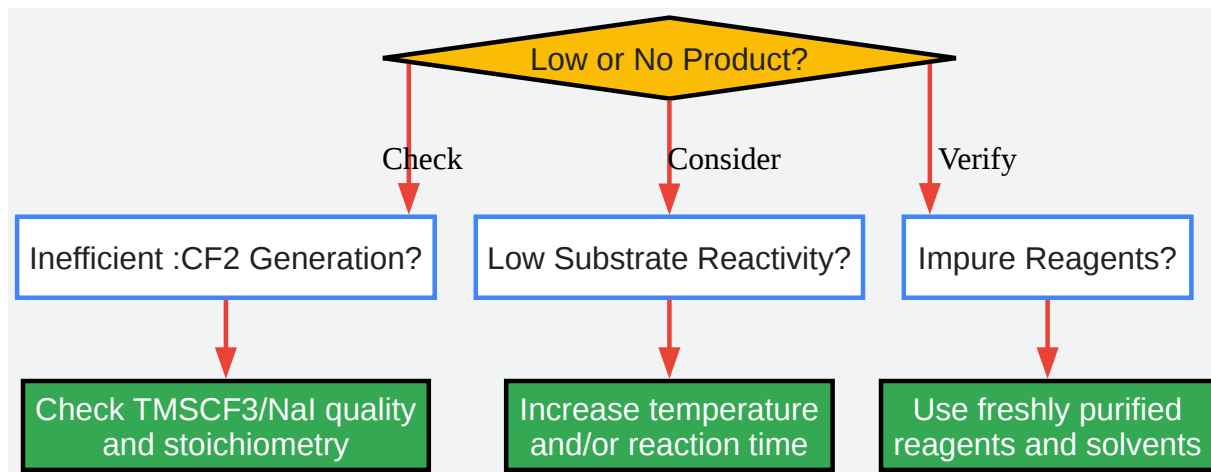 Low or No Product?
Check
Consider
Verify
Inefficient :CF2 Generation?
Low Substrate Reactivity?
Impure Reagents?
Check TMSCF3/NaI quality
and stoichiometry
Increase temperature
and/or reaction time
Use freshly purified
reagents and solvents